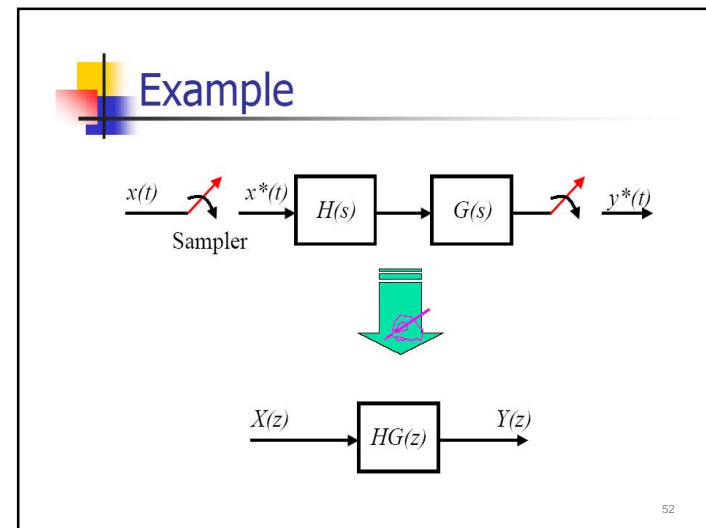 Example
x(t) x*(t) H(s) G(s) y*(t)
Sampler
X(z) HG(z) Y(z)
52